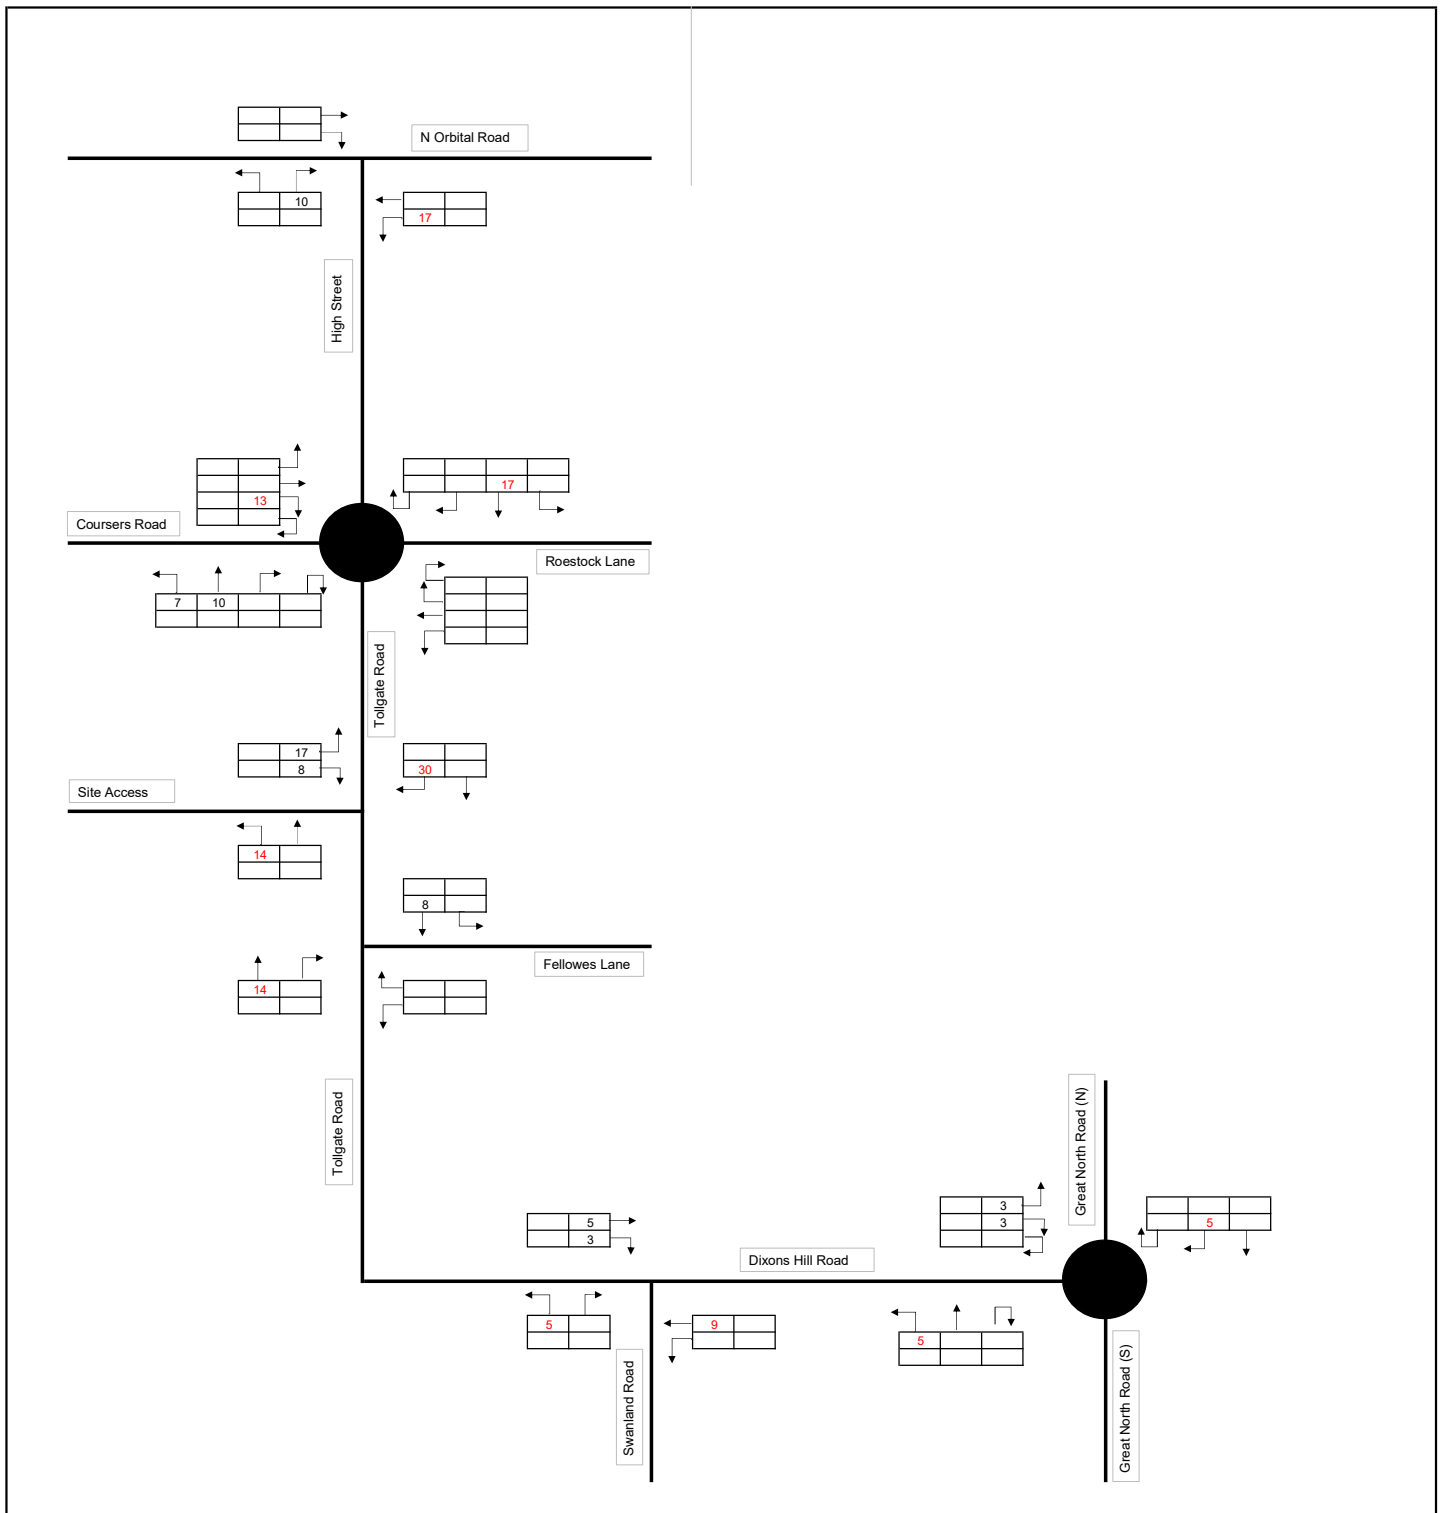 N Orbital Road
10
17
High Street
13
17
Coursers Road
Roestock Lane
7 10
Tollgate Road
17
8
30
Site Access
14
8
Fellowes Lane
14
Tollgate Road
Great North Road (N)
3
3
5
5
3
Dixons Hill Road
5
9
5
Swanland Road
Great North Road (S)